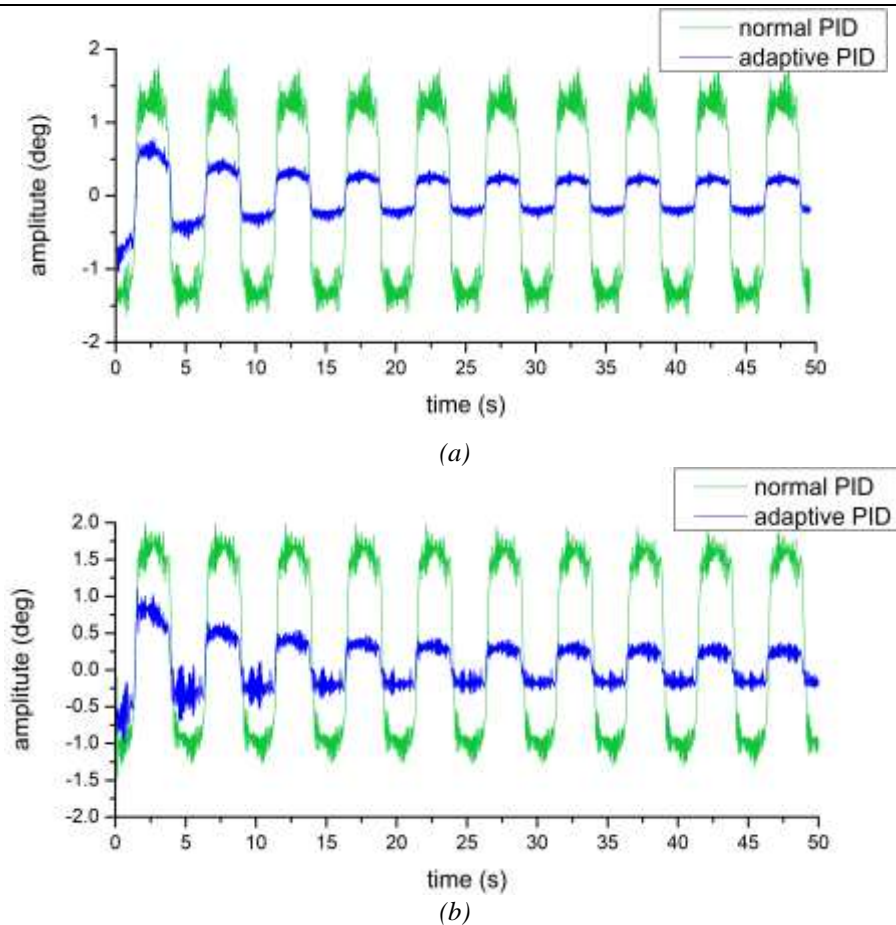 normal PID
adaptive PID
2
1
0
-1
-2
amplitute (deg)
0 5 10 15 20 25 30 35 40 45 50
time (s)
(a)
normal PID
adaptive PID
2.0
1.5
1.0
0.5
0.0
-0.5
-1.0
-1.5
-2.0
amplitute (deg)
0 5 10 15 20 25 30 35 40 45 50
time (s)
(b)